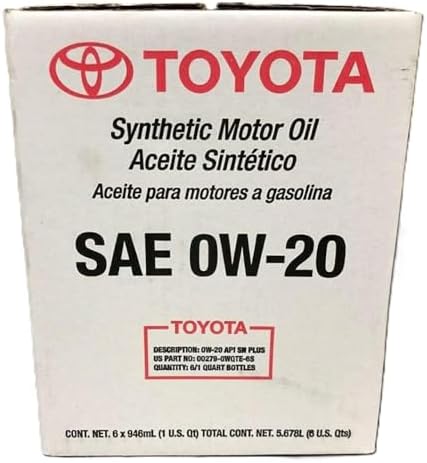 TOYOTA
Synthetic Motor Oil
Aceite Sintético
Aceite para motores a gasolina
SAE 0W-20
TOYOTA
DESCRIPTION: 0W-20 API SN PLUS
US PART NO: 00279-0WQTE-6S
QUANTITY: 6/1 QUART BOTTLES
CONT. NET. 6 x 946mL (1 U.S. Qt) TOTAL CONT. NET. 5.678L (6 U.S. Qts)